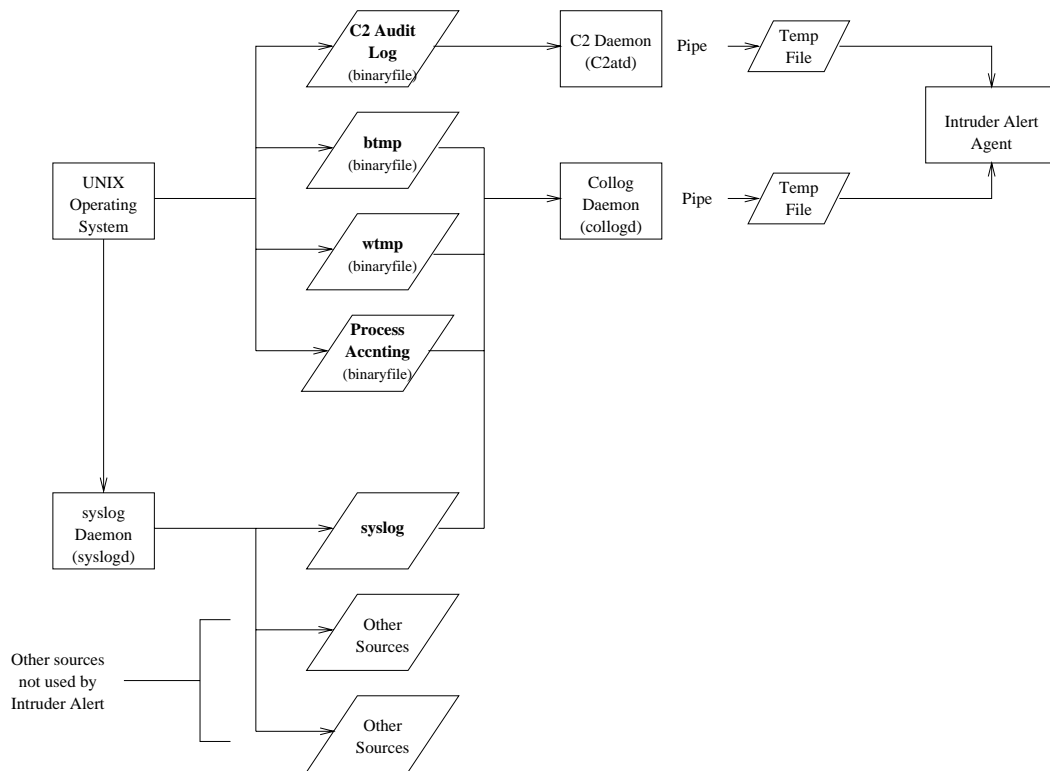 C2 Audit
Log
(binaryfile)
C2 Daemon
(C2atd)
Pipe
Temp
File
Intruder Alert
Agent
btmp
(binaryfile)
UNIX
Operating
System
Collog
Daemon
(collogd)
Pipe
Temp
File
wtmp
(binaryfile)
Process
Accnting
(binaryfile)
syslog
Daemon
(syslogd)
syslog
Other
Sources
Other sources
not used by
Intruder Alert
Other
Sources